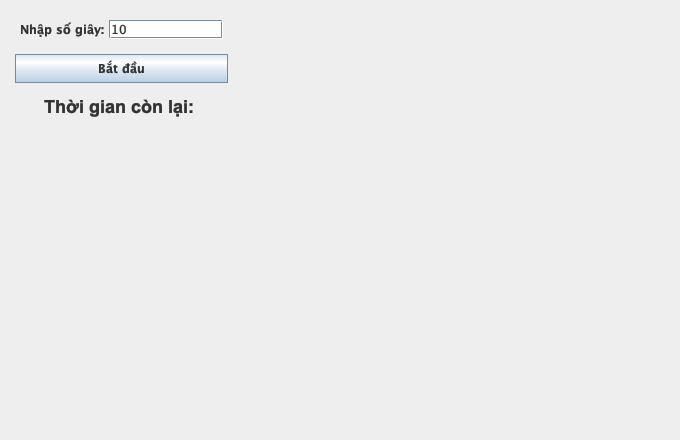 Nhập số giây: 10
Bắt đầu
Thời gian còn lại: